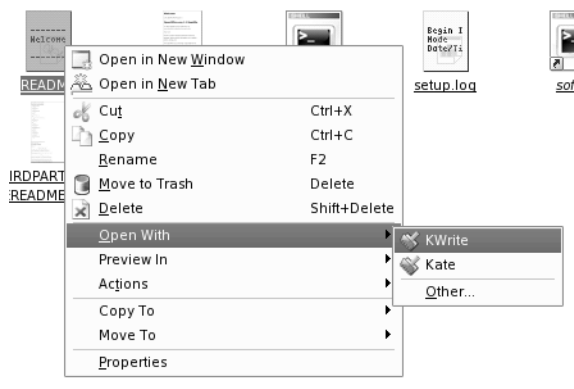 Welcome
Begin I
Node
Date/Ti
READM
setup.log
sof
IRDPART
README
Open in New Window
Open in New Tab
Cut Ctrl+X
Copy Ctrl+C
Rename F2
Move to Trash Delete
Delete Shift+Delete
Open With
Preview In
Actions
Copy To
Move To
Properties
KWrite
Kate
Other...